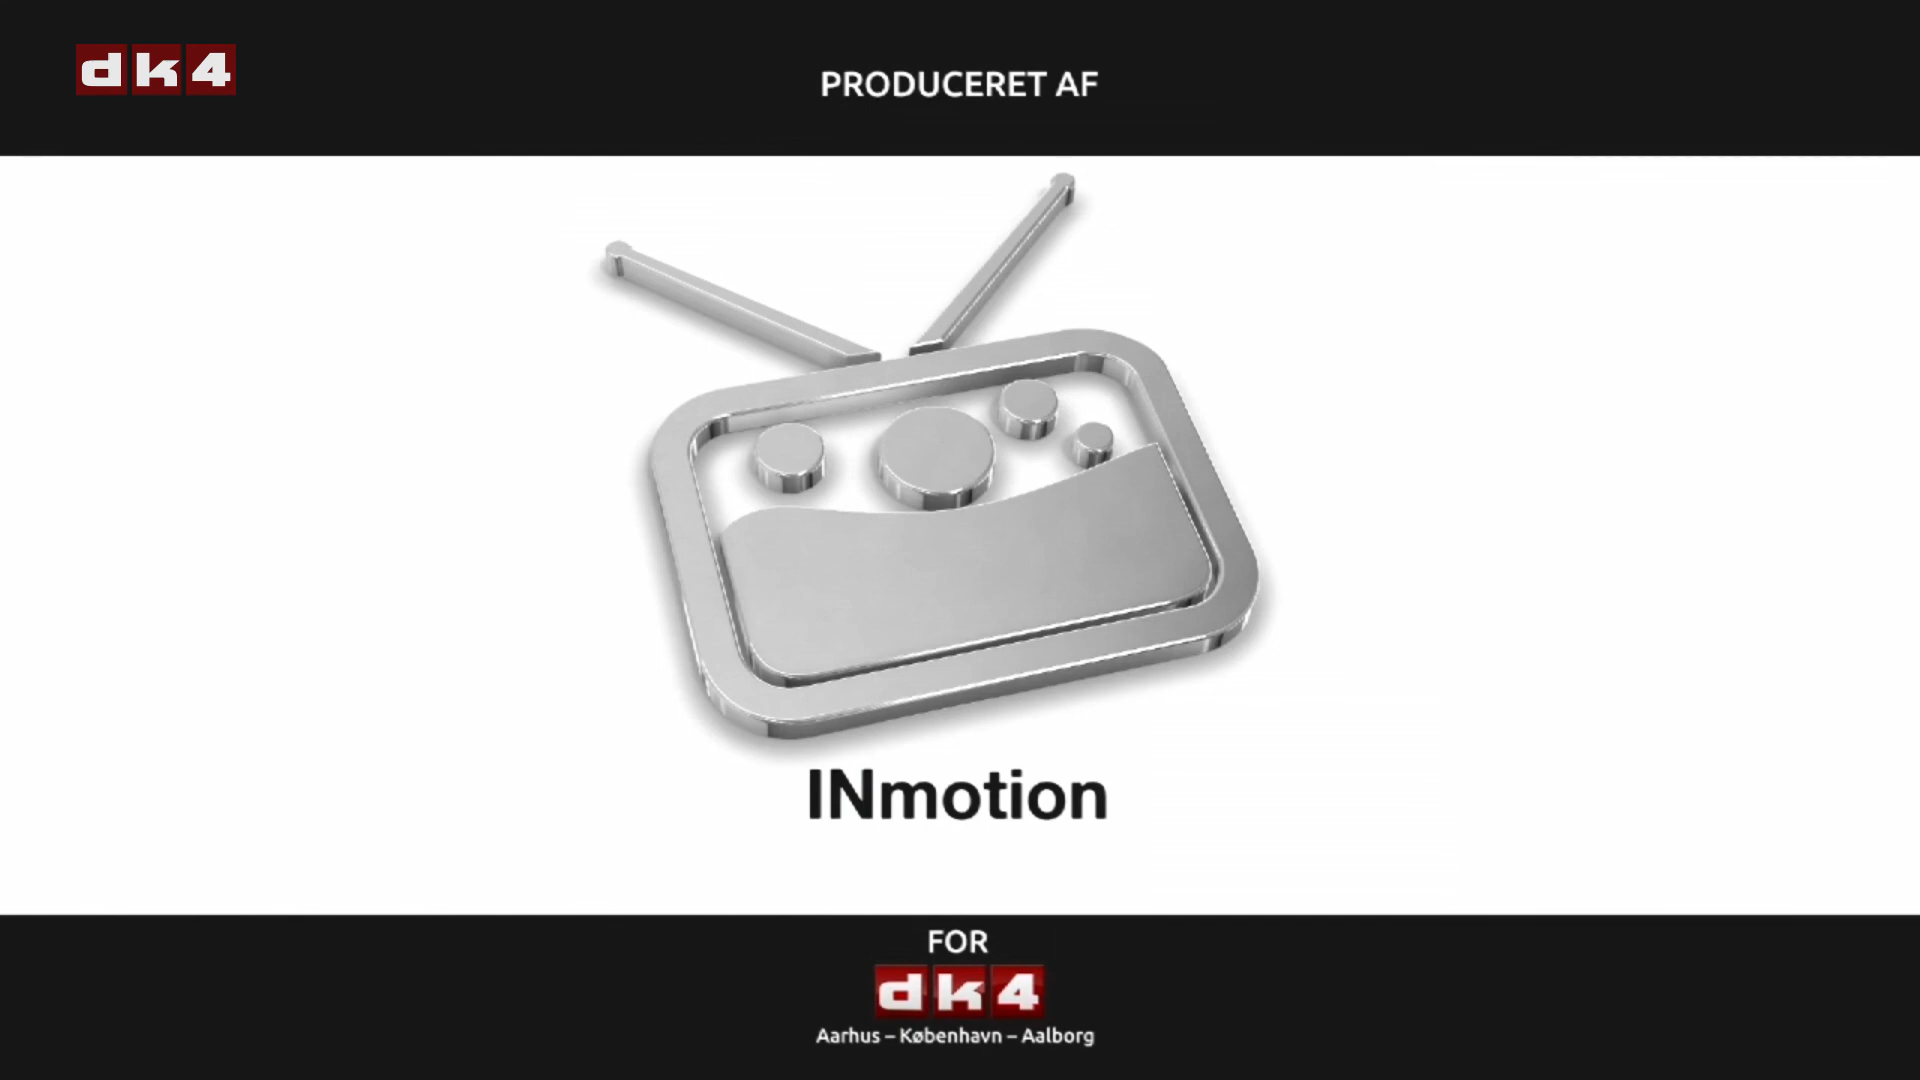 dk4
PRODUCERET AF
INmotion
FOR
dk4
Aarhus – København – Aalborg